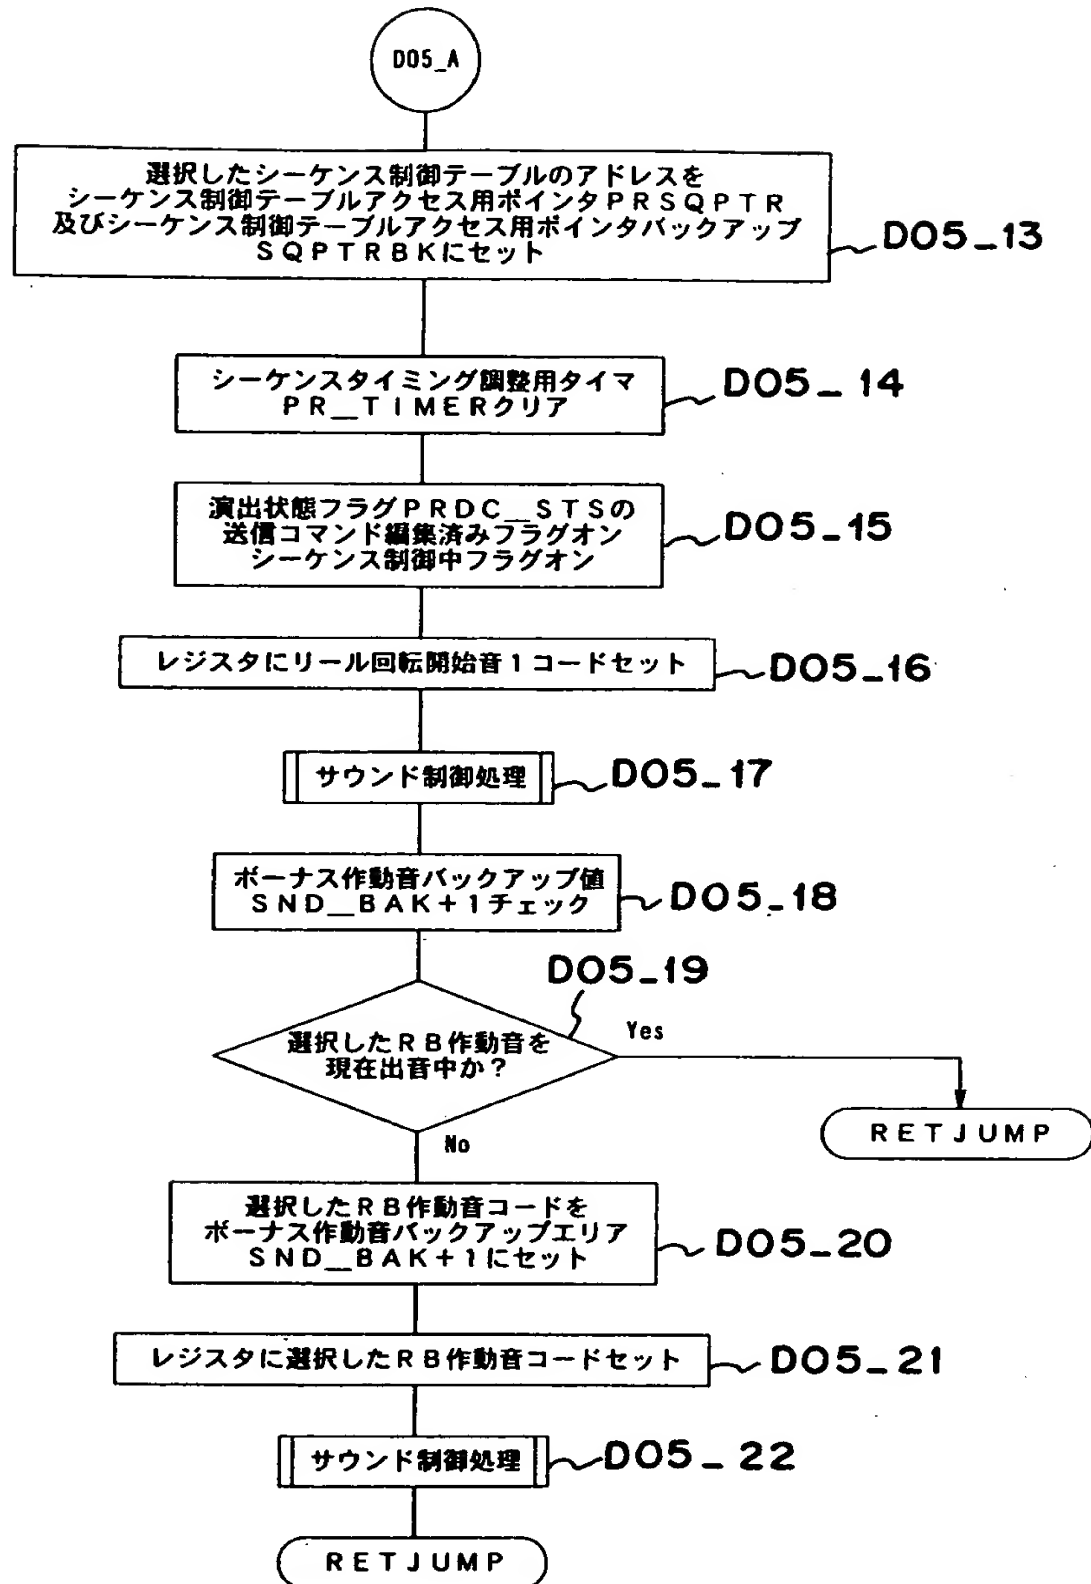 D05_A
選択したシーケンス制御テーブルのアドレスを
シーケンス制御テーブルアクセス用ポインタPRSQPTR
及びシーケンス制御テーブルアクセス用ポインタバックアップ
SQPTRBKにセット
D05_13
シーケンスタイミング調整用タイマ
PR__TIMERクリア
D05_14
演出状態フラグPRDC__STSの
送信コマンド編集済みフラグオン
シーケンス制御中フラグオン
D05_15
レジスタにリール回転開始音1コードセット
D05_16
サウンド制御処理
D05_17
ボーナス作動音バックアップ値
SND__BAK+1チェック
D05_18
D05_19
選択したRB作動音を
現在出音中か?
Yes
RETJUMP
No
選択したRB作動音コードを
ボーナス作動音バックアップエリア
SND__BAK+1にセット
D05_20
レジスタに選択したRB作動音コードセット
D05_21
サウンド制御処理
D05_22
RETJUMP